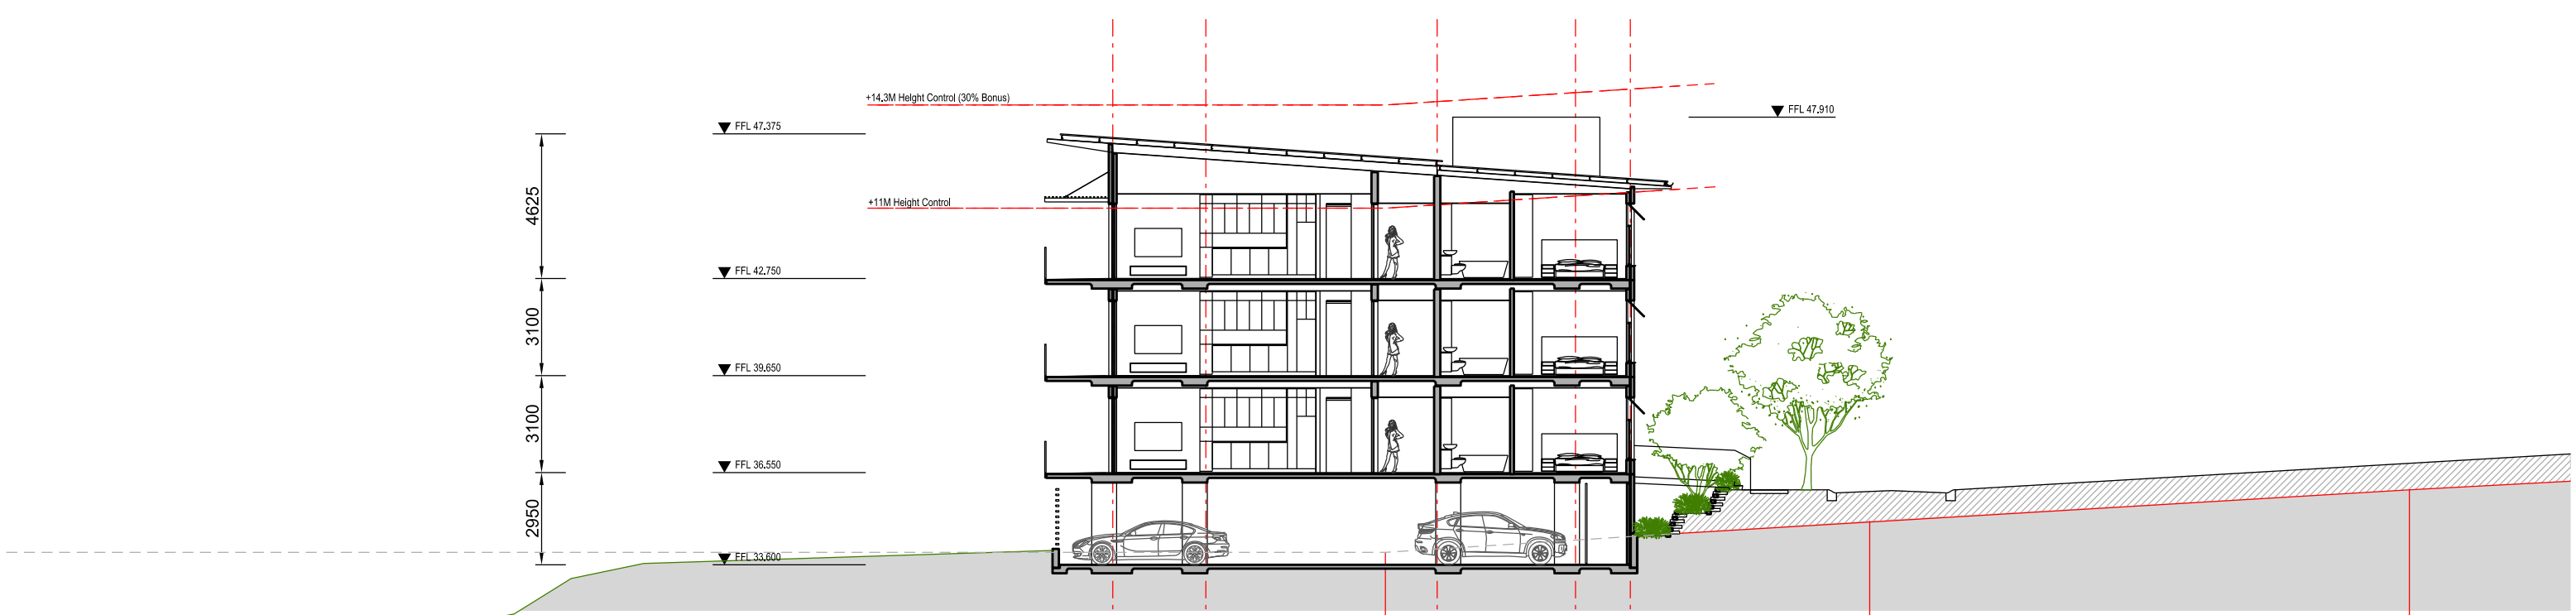 +14.3M Height Control (30% Bonus)
FFL 47.910
FFL 47.375
4625
+11M Height Control
FFL 42.750
3100
FFL 39.650
3100
FFL 36.550
2950
FFL 33.600